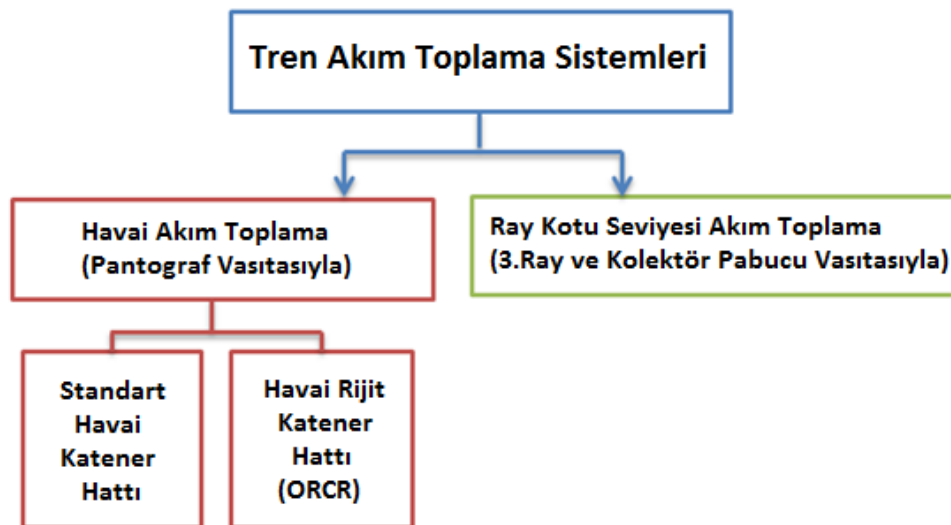 Tren Akım Toplama Sistemleri
Havai Akım Toplama
(Pantograf Vasıtasıyla)
Ray Kotu Seviyesi Akım Toplama
(3.Ray ve Kolektör Pabucu Vasıtasıyla)
Standart
Havai
Katener
Hattı
Havai Rijit
Katener
Hattı
(ORCR)